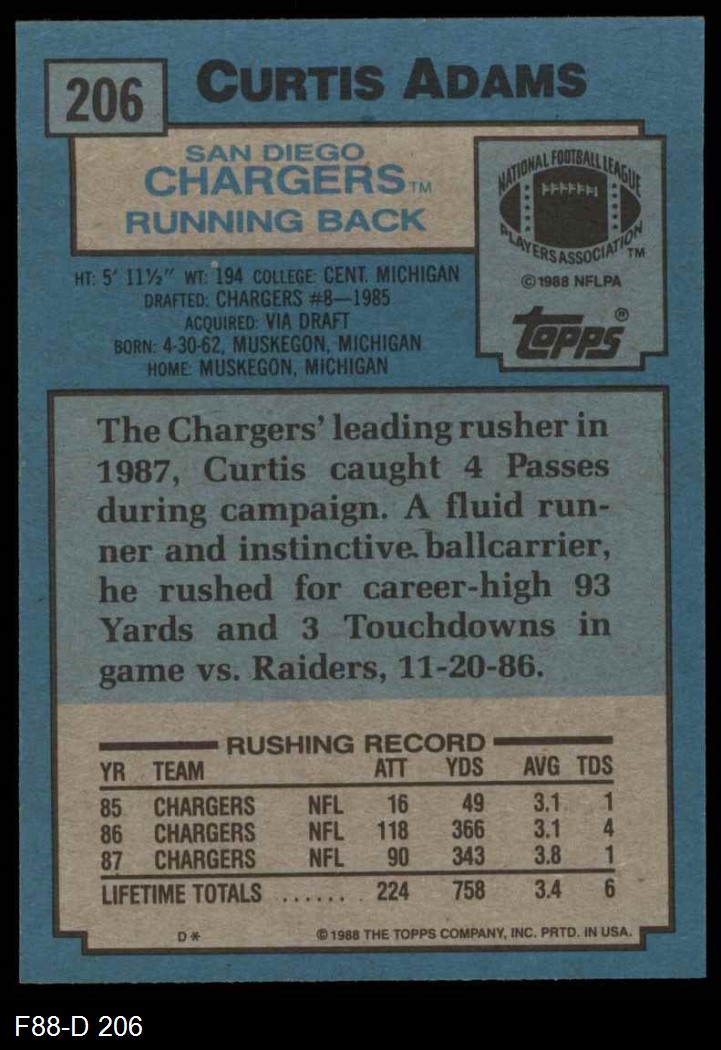 206
CURTIS ADAMS
SAN DIEGO
CHARGERS TM
RUNNING BACK
NATIONAL FOOTBALL LEAGUE
PLAYERS ASSOCIATION TM
© 1988 NFLPA
topps®
HT: 5' 11½" WT: 194 COLLEGE: CENT. MICHIGAN
DRAFTED: CHARGERS #8—1985
ACQUIRED: VIA DRAFT
BORN: 4-30-62, MUSKEGON, MICHIGAN
HOME: MUSKEGON, MICHIGAN
The Chargers' leading rusher in
1987, Curtis caught 4 Passes
during campaign. A fluid run-
ner and instinctive ballcarrier,
he rushed for career-high 93
Yards and 3 Touchdowns in
game vs. Raiders, 11-20-86.
RUSHING RECORD
YR TEAM ATT YDS AVG TDS
85 CHARGERS NFL 16 49 3.1 1
86 CHARGERS NFL 118 366 3.1 4
87 CHARGERS NFL 90 343 3.8 1
LIFETIME TOTALS ....... 224 758 3.4 6
D* © 1988 THE TOPPS COMPANY, INC. PRTD. IN USA.
F88-D 206